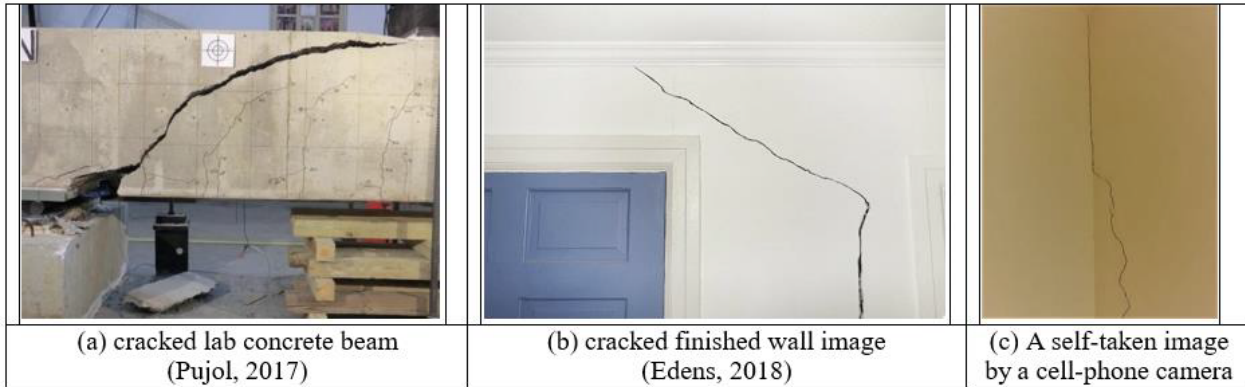 (a) cracked lab concrete beam
(Pujol, 2017)
(b) cracked finished wall image
(Edens, 2018)
(c) A self-taken image
by a cell-phone camera